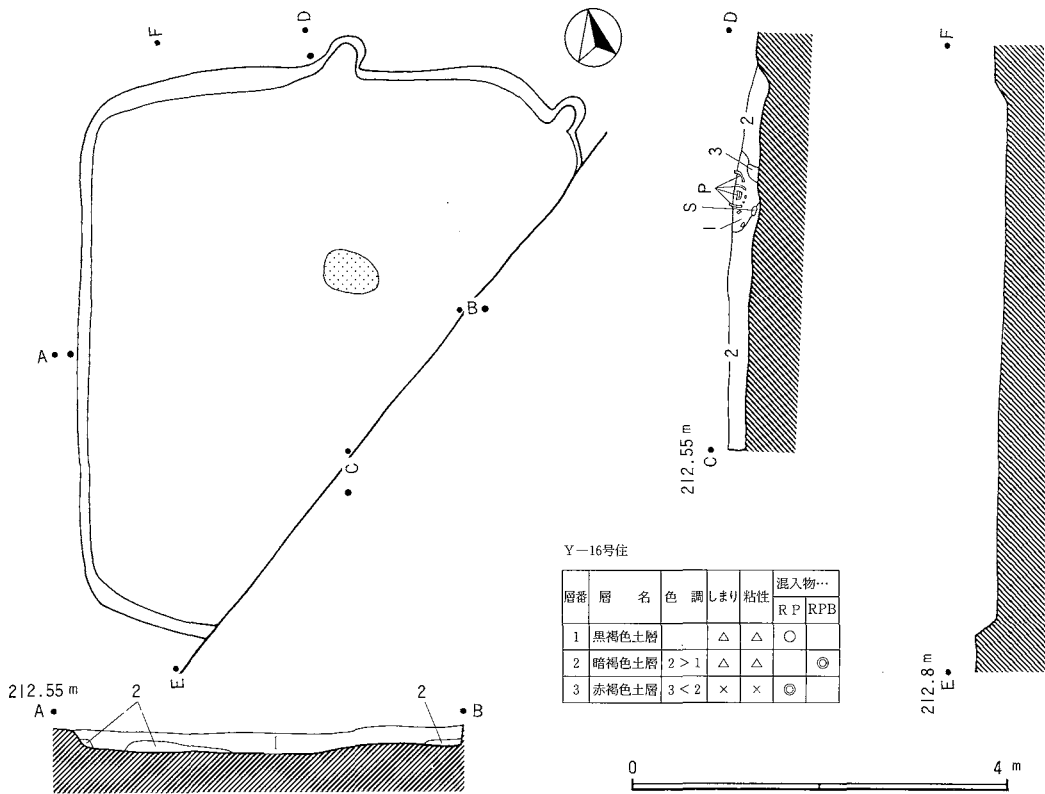 F
D
A
B
C
E
212.55 m
A
2
1
2
B
D
2
3
P
S
1
2
212.55 m
C
F
212.8 m
E
Y－16号住
層番 層名 色調 しまり 粘性 混入物…
RP RPB
1 黒褐色土層 △ △ ○
2 暗褐色土層 2＞1 △ △ ◎
3 赤褐色土層 3＜2 × × ◎
0 4 m